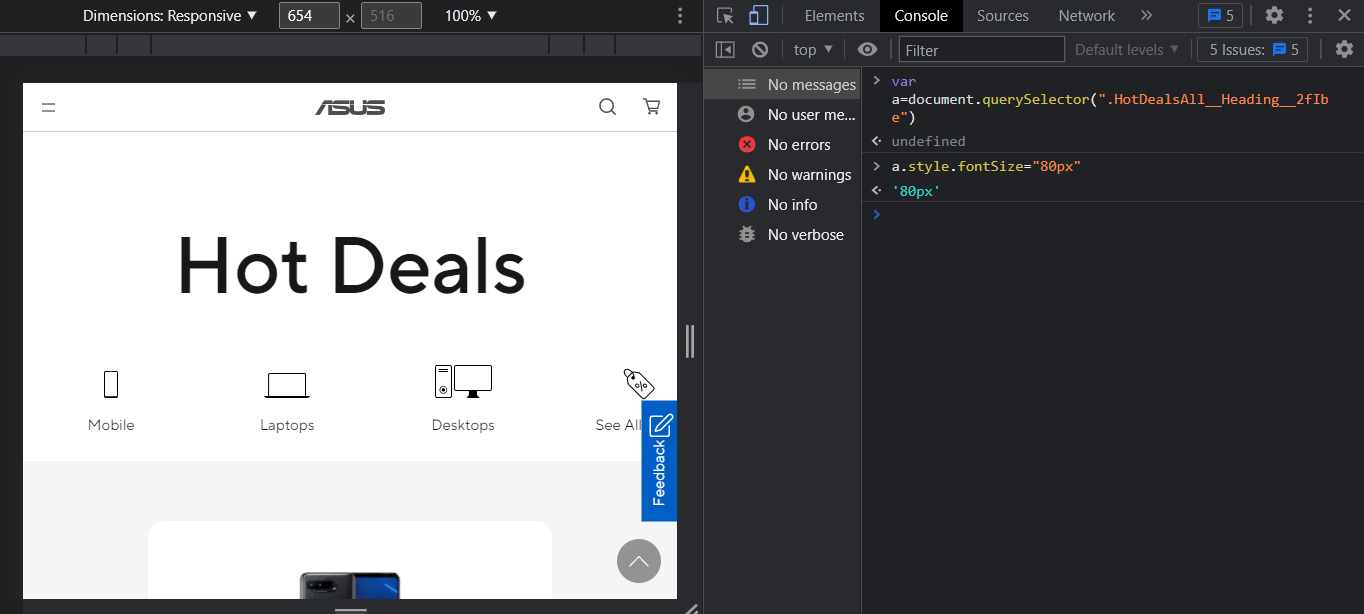 Dimensions: Responsive ▼ 654 × 516 100% ▼
Elements Console Sources Network » 5
top ▼ Filter Default levels ▼ 5 Issues: 5
No messages
No user me...
No errors
No warnings
No info
No verbose
> var
a=document.querySelector(".HotDealsAll__Heading__2fIb
e")
undefined
> a.style.fontSize="80px"
'80px'
>
ASUS
Hot Deals
Mobile Laptops Desktops See All
Feedback